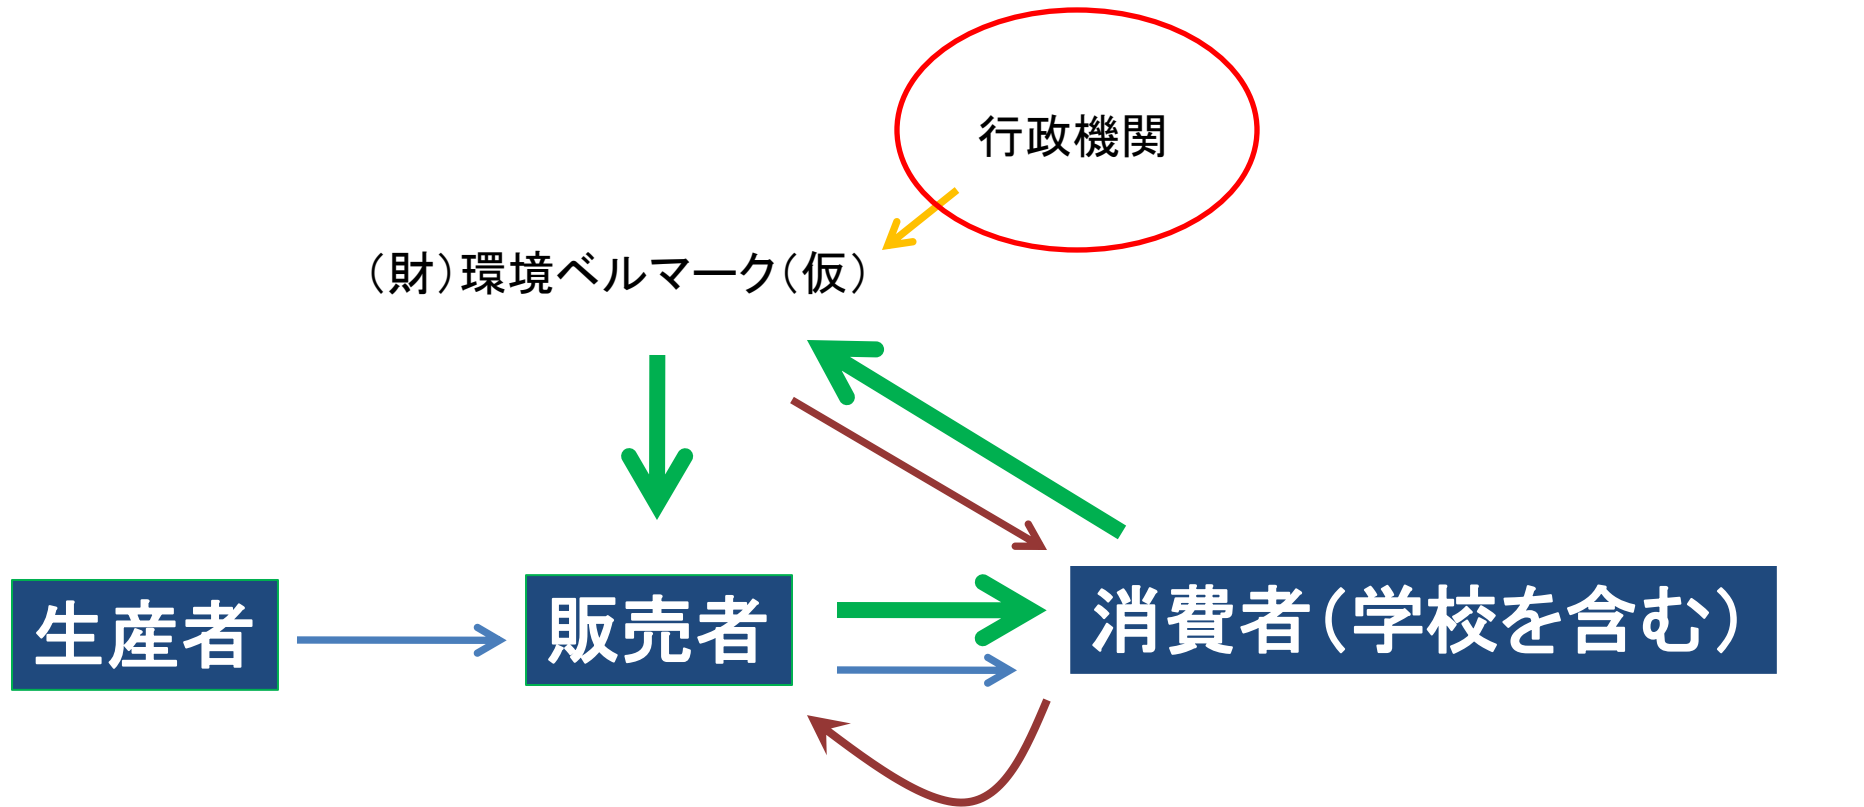 行政機関
（財）環境ベルマーク（仮）
生産者
販売者
消費者（学校を含む）